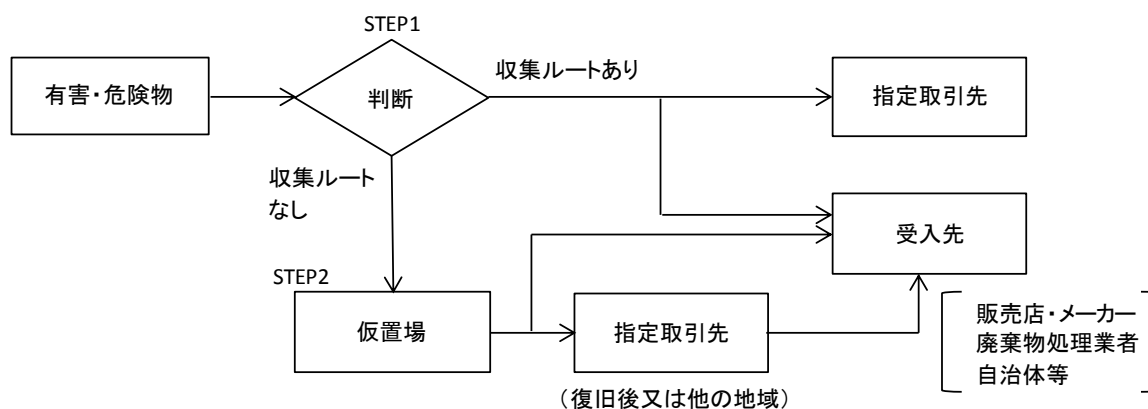 STEP1
有害・危険物
判断
収集ルートあり
指定取引先
収集ルート
なし
受入先
STEP2
仮置場
指定取引先
(復旧後又は他の地域)
販売店・メーカー
廃棄物処理業者
自治体等